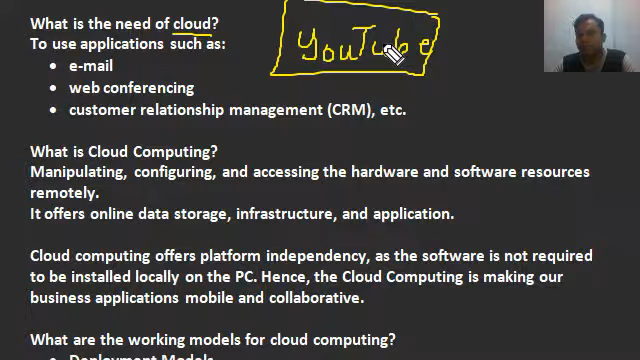 What is the need of cloud?
YouTube
To use applications such as:
• e-mail
• web conferencing
• customer relationship management (CRM), etc.
What is Cloud Computing?
Manipulating, configuring, and accessing the hardware and software resources
remotely.
It offers online data storage, infrastructure, and application.
Cloud computing offers platform independency, as the software is not required
to be installed locally on the PC. Hence, the Cloud Computing is making our
business applications mobile and collaborative.
What are the working models for cloud computing?
• Deployment Models